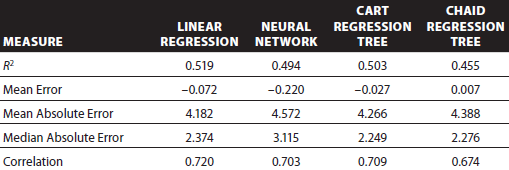 CART CHAID
LINEAR NEURAL REGRESSION REGRESSION
MEASURE REGRESSION NETWORK TREE TREE
R² 0.519 0.494 0.503 0.455
Mean Error −0.072 −0.220 −0.027 0.007
Mean Absolute Error 4.182 4.572 4.266 4.388
Median Absolute Error 2.374 3.115 2.249 2.276
Correlation 0.720 0.703 0.709 0.674